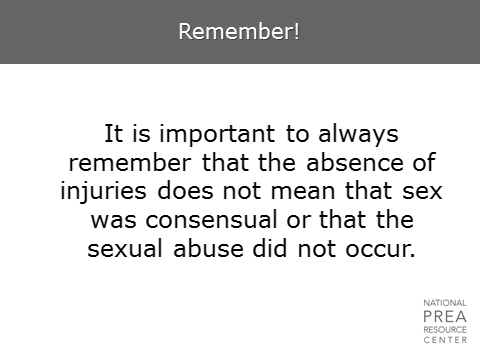 Remember!
It is important to always
remember that the absence of
injuries does not mean that sex
was consensual or that the
sexual abuse did not occur.
NATIONAL
PREA
RESOURCE
CENTER